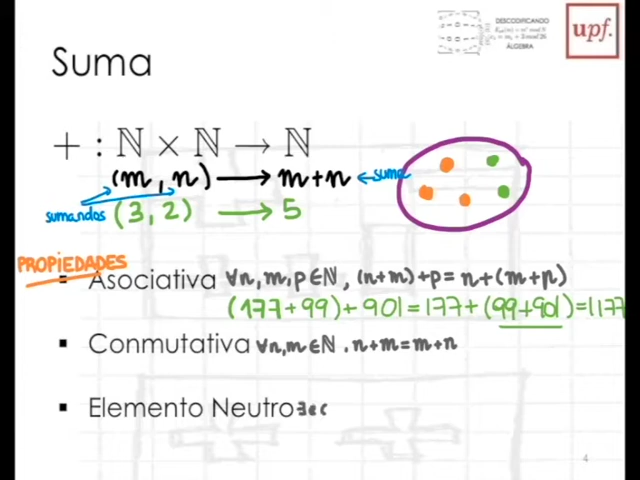 DESCODIFICANDO
ÁLGEBRA
upf.
Suma
+ : ℕ × ℕ → ℕ
(m, n) → m+n ← suma
sumandos (3, 2) → 5
PROPIEDADES
Asociativa ∀n,m,p∈ℕ, (n+m)+p=n+(m+p)
(177+99)+901=177+(99+901)=1177
Conmutativa ∀n,m∈ℕ, n+m=m+n
Elemento Neutro ∃e∈
4